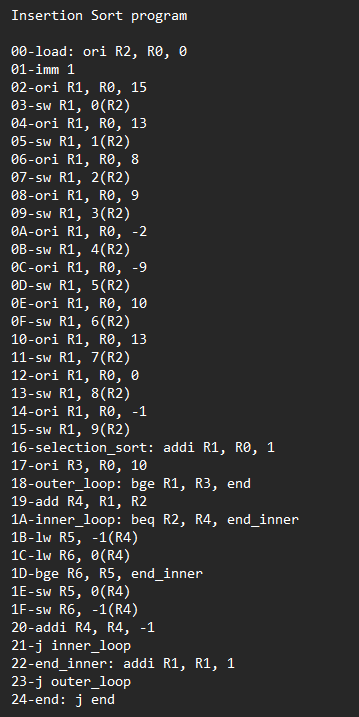 Insertion Sort program
00-load: ori R2, R0, 0
01-imm 1
02-ori R1, R0, 15
03-sw R1, 0(R2)
04-ori R1, R0, 13
05-sw R1, 1(R2)
06-ori R1, R0, 8
07-sw R1, 2(R2)
08-ori R1, R0, 9
09-sw R1, 3(R2)
0A-ori R1, R0, -2
0B-sw R1, 4(R2)
0C-ori R1, R0, -9
0D-sw R1, 5(R2)
0E-ori R1, R0, 10
0F-sw R1, 6(R2)
10-ori R1, R0, 13
11-sw R1, 7(R2)
12-ori R1, R0, 0
13-sw R1, 8(R2)
14-ori R1, R0, -1
15-sw R1, 9(R2)
16-selection_sort: addi R1, R0, 1
17-ori R3, R0, 10
18-outer_loop: bge R1, R3, end
19-add R4, R1, R2
1A-inner_loop: beq R2, R4, end_inner
1B-lw R5, -1(R4)
1C-lw R6, 0(R4)
1D-bge R6, R5, end_inner
1E-sw R5, 0(R4)
1F-sw R6, -1(R4)
20-addi R4, R4, -1
21-j inner_loop
22-end_inner: addi R1, R1, 1
23-j outer_loop
24-end: j end